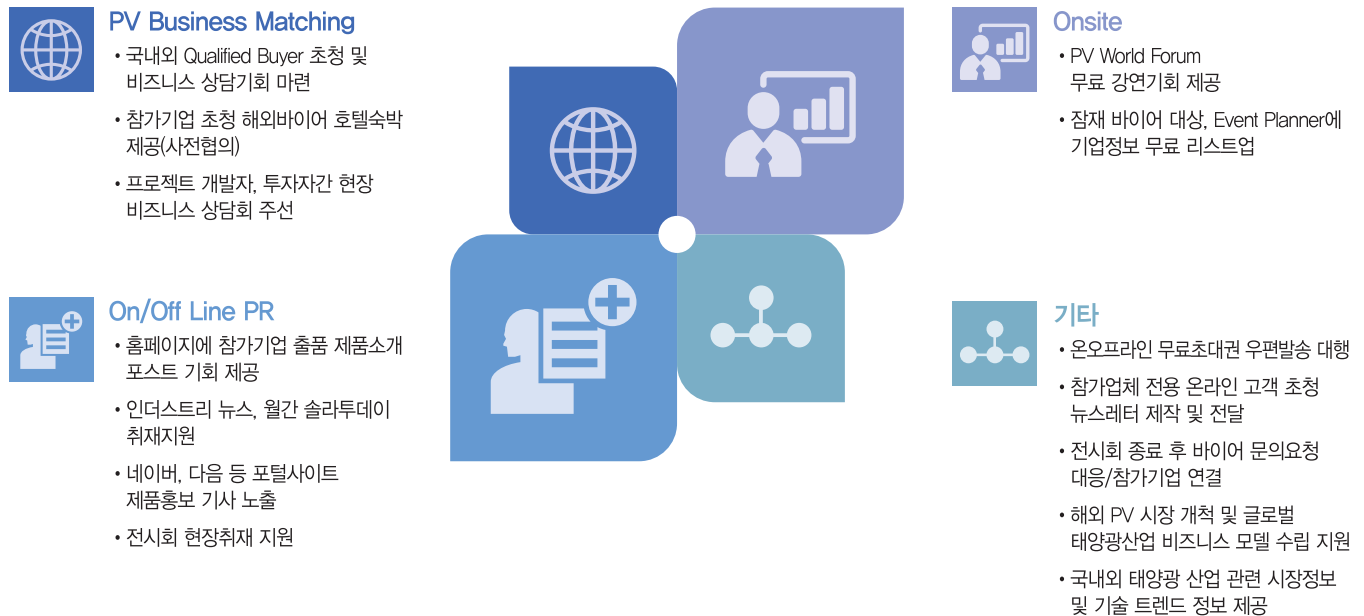 PV Business Matching
• 국내외 Qualified Buyer 초청 및
비즈니스 상담기회 마련
• 참가기업 초청 해외바이어 호텔숙박
제공(사전협의)
• 프로젝트 개발자, 투자자간 현장
비즈니스 상담회 주선
On/Off Line PR
• 홈페이지에 참가기업 출품 제품소개
포스트 기회 제공
• 인더스트리 뉴스, 월간 솔라투데이
취재지원
• 네이버, 다음 등 포털사이트
제품홍보 기사 노출
• 전시회 현장취재 지원
Onsite
• PV World Forum
무료 강연기회 제공
• 잠재 바이어 대상, Event Planner에
기업정보 무료 리스트업
기타
• 온오프라인 무료초대권 우편발송 대행
• 참가업체 전용 온라인 고객 초청
뉴스레터 제작 및 전달
• 전시회 종료 후 바이어 문의요청
대응/참가기업 연결
• 해외 PV 시장 개척 및 글로벌
태양광산업 비즈니스 모델 수립 지원
• 국내외 태양광 산업 관련 시장정보
및 기술 트렌드 정보 제공